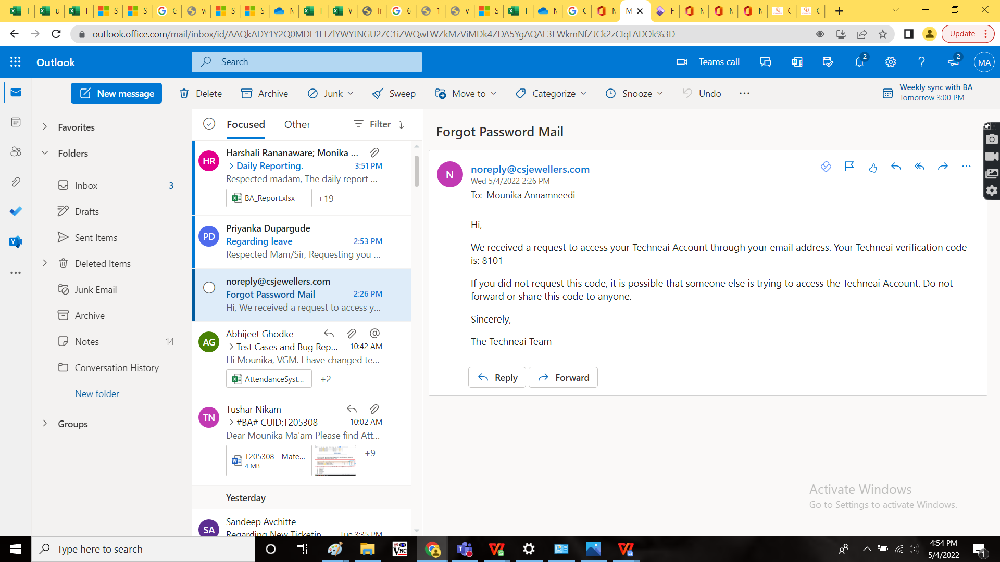 outlook.office.com/mail/inbox/id/AAQkADY1Y2Q0MDE1LTZlYWYtNGU2ZC1iZWQwLWZkMzViMDk4ZDA5YgAQAE3EWkmNfZJCk2zCIqFADOk%3D
Update
Outlook
Search
Teams call
2
2
MA
New message
Delete
Archive
Junk
Sweep
Move to
Categorize
Snooze
Undo
Weekly sync with BA
Tomorrow 3:00 PM
Favorites
Folders
Inbox 3
Drafts
Sent Items
Deleted Items
Junk Email
Archive
Notes 14
Conversation History
New folder
Groups
Focused Other Filter
HR
Harshali Rananaware; Monika ...
Daily Reporting. 3:51 PM
Respected madam, The daily report ...
BA_Report.xlsx +19
PD
Priyanka Dupargude
Regarding leave 2:53 PM
Respected Mam/Sir, Requesting you ...
noreply@csjewellers.com
Forgot Password Mail 2:26 PM
Hi, We received a request to access y...
AG
Abhijeet Ghodke
Test Cases and Bug Rep... 10:42 AM
Hi Mounika, VGM. I have changed te...
AttendanceSyst... +2
TN
Tushar Nikam
#BA# CUID:T205308 10:02 AM
Dear Mounika Ma'am Please find Att...
T205308 - Mate...
4 MB
+9
Yesterday
SA
Sandeep Avchitte
Regarding New Ticketin Tue 3:35 PM
Forgot Password Mail
N
noreply@csjewellers.com
Wed 5/4/2022 2:26 PM
To: Mounika Annamneedi
Hi,
We received a request to access your Techneai Account through your email address. Your Techneai verification code
is: 8101
If you did not request this code, it is possible that someone else is trying to access the Techneai Account. Do not
forward or share this code to anyone.
Sincerely,
The Techneai Team
Reply
Forward
Activate Windows
Go to Settings to activate Windows.
Type here to search
4:54 PM
5/4/2022
1